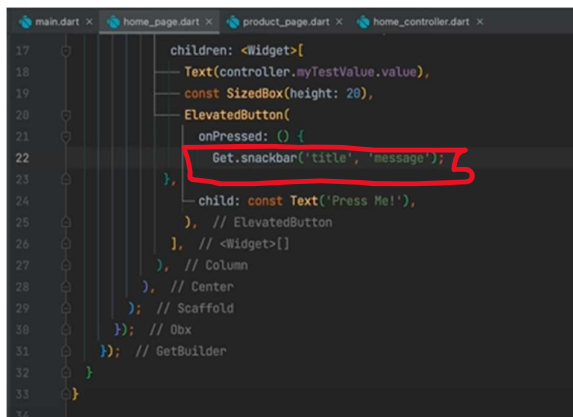 main.dart × home_page.dart × product_page.dart × home_controller.dart ×
17 children: <Widget>[
18 Text(controller.myTestValue.value),
19 const SizedBox(height: 20),
20 ElevatedButton(
21 onPressed: () {
22 Get.snackbar('title', 'message');
23 },
24 child: const Text('Press Me!'),
25 ), // ElevatedButton
26 ], // <Widget>[]
27 ), // Column
28 ), // Center
29 ); // Scaffold
30 }); // Obx
31 }); // GetBuilder
32 }
33 }
34